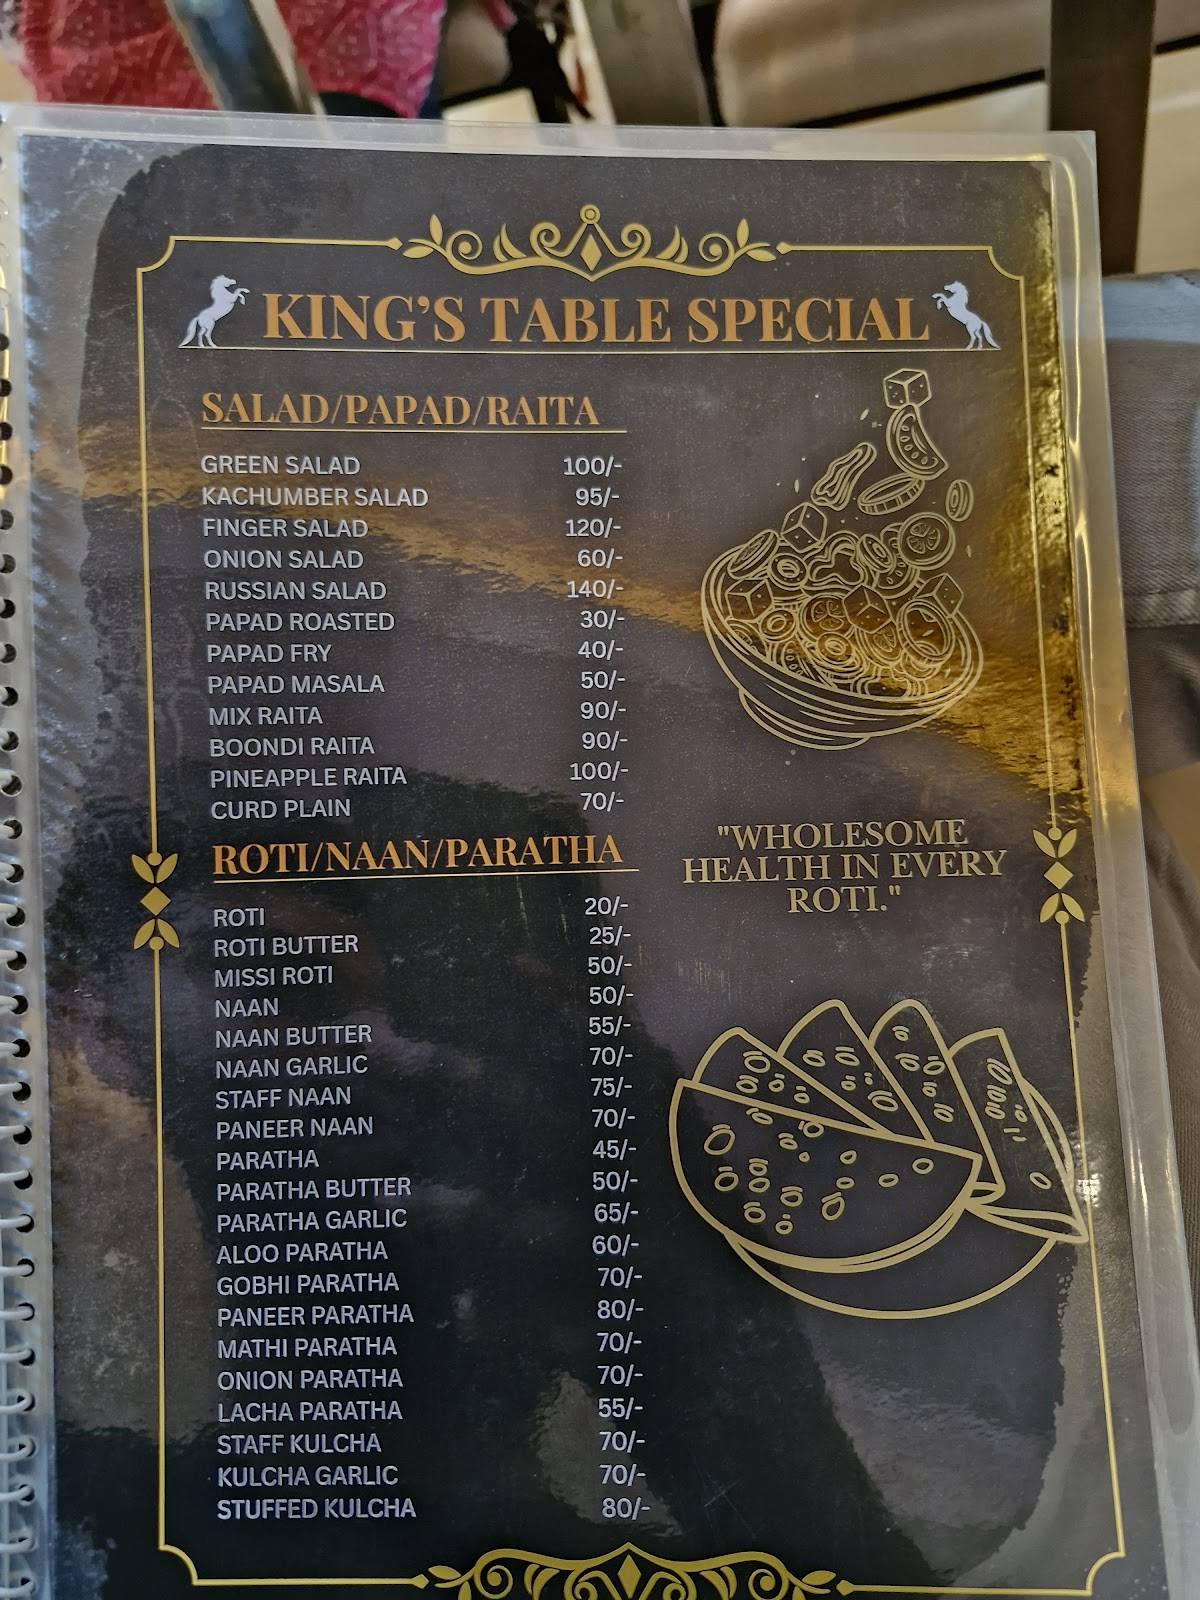 KING'S TABLE SPECIAL
SALAD/PAPAD/RAITA
GREEN SALAD 100/-
KACHUMBER SALAD 95/-
FINGER SALAD 120/-
ONION SALAD 60/-
RUSSIAN SALAD 140/-
PAPAD ROASTED 30/-
PAPAD FRY 40/-
PAPAD MASALA 50/-
MIX RAITA 90/-
BOONDI RAITA 90/-
PINEAPPLE RAITA 100/-
CURD PLAIN 70/-
"WHOLESOME
HEALTH IN EVERY
ROTI."
ROTI/NAAN/PARATHA
ROTI 20/-
ROTI BUTTER 25/-
MISSI ROTI 50/-
NAAN 50/-
NAAN BUTTER 55/-
NAAN GARLIC 70/-
STAFF NAAN 75/-
PANEER NAAN 70/-
PARATHA 45/-
PARATHA BUTTER 50/-
PARATHA GARLIC 65/-
ALOO PARATHA 60/-
GOBHI PARATHA 70/-
PANEER PARATHA 80/-
MATHI PARATHA 70/-
ONION PARATHA 70/-
LACHA PARATHA 55/-
STAFF KULCHA 70/-
KULCHA GARLIC 70/-
STUFFED KULCHA 80/-